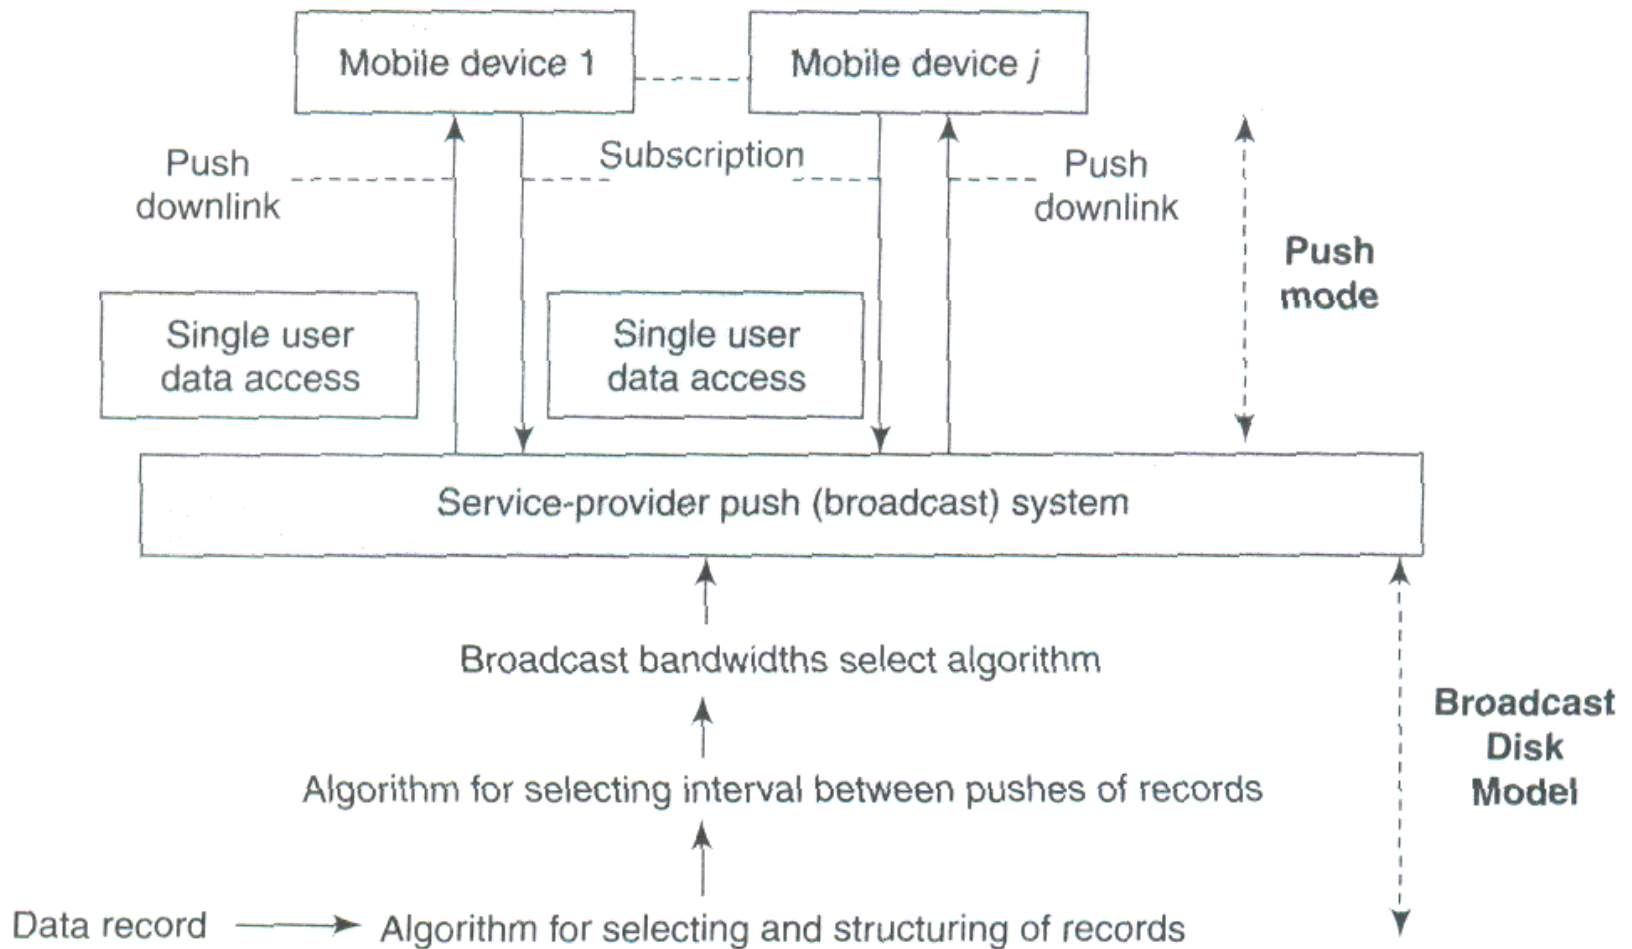 Mobile device 1
Mobile device j
Push
downlink
Subscription
Push
downlink
Push
mode
Single user
data access
Single user
data access
Service-provider push (broadcast) system
Broadcast bandwidths select algorithm
Broadcast
Disk
Model
Algorithm for selecting interval between pushes of records
Data record
Algorithm for selecting and structuring of records